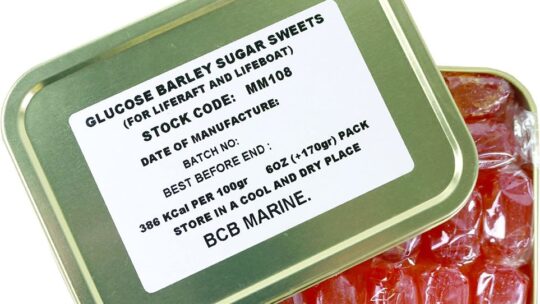 GLUCOSE BARLEY SUGAR SWEETS
(FOR LIFERAFT AND LIFEBOAT)
STOCK CODE: MM108
DATE OF MANUFACTURE:
BATCH NO:
BEST BEFORE END :
386 KCal PER 100gr 6OZ (+170gr) PACK
STORE IN A COOL AND DRY PLACE
BCB MARINE.